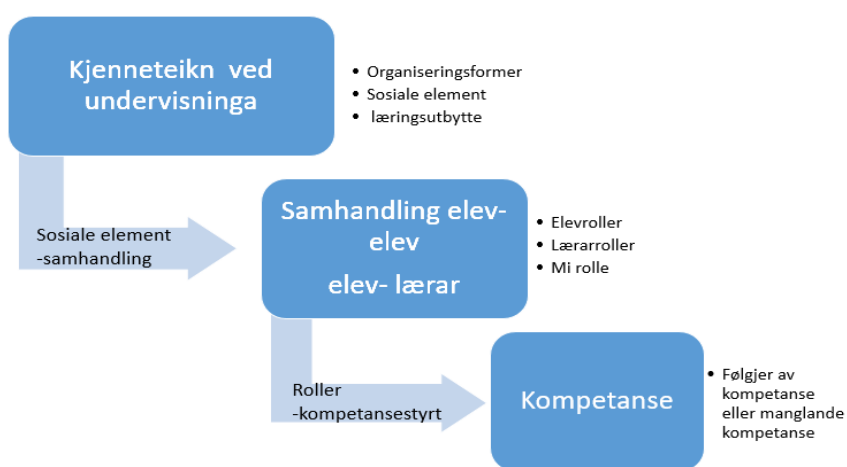 Kjenneteikn ved
undervisninga
• Organiseringsformer
• Sosiale element
• læringsutbytte
Sosiale element
-samhandling
Samhandling elev-
elev
elev- lærar
• Elevroller
• Lærarroller
• Mi rolle
Roller
-kompetansestyrt
Kompetanse
• Følgjer av
kompetanse
eller manglande
kompetanse